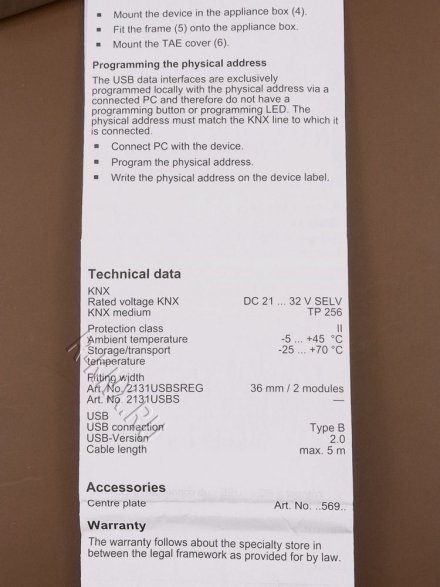 ▪ Mount the device in the appliance box (4).
▪ Fit the frame (5) onto the appliance box.
▪ Mount the TAE cover (6).
Programming the physical address
The USB data interfaces are exclusively
programmed locally with the physical address via a
connected PC and therefore do not have a
programming button or programming LED. The
physical address must match the KNX line to which it
is connected.
▪ Connect PC with the device.
▪ Program the physical address.
▪ Write the physical address on the device label.
Technical data
KNX
Rated voltage KNX DC 21 ... 32 V SELV
KNX medium TP 256
Protection class II
Ambient temperature -5 ... +45 °C
Storage/transport -25 ... +70 °C
temperature
Fitting width
Art. No. 2131USBSREG 36 mm / 2 modules
Art. No. 2131USBS —
USB
USB connection Type B
USB-Version 2.0
Cable length max. 5 m
Accessories
Centre plate Art. No. ..569..
Warranty
The warranty follows about the specialty store in
between the legal framework as provided for by law.